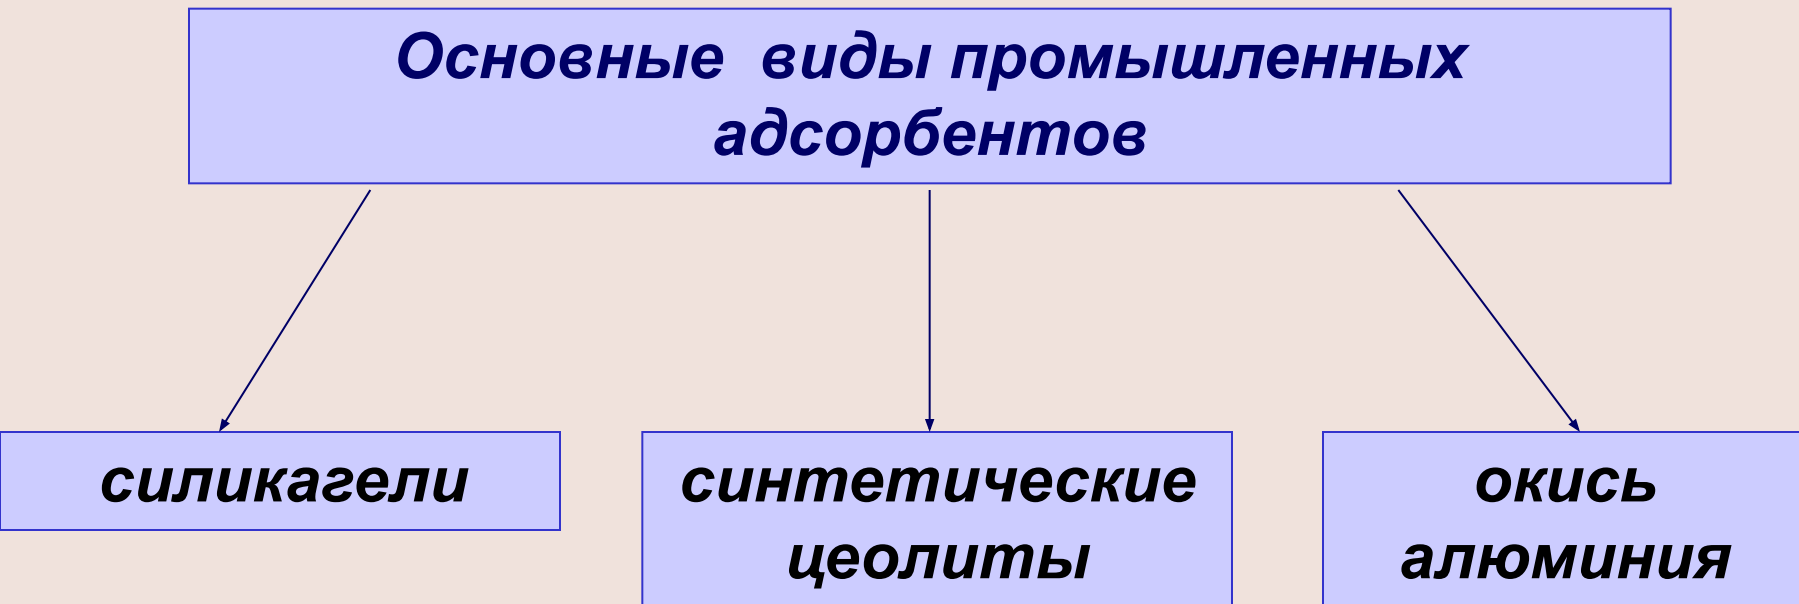 Основные виды промышленных
адсорбентов
силикагели
синтетические
цеолиты
окись
алюминия